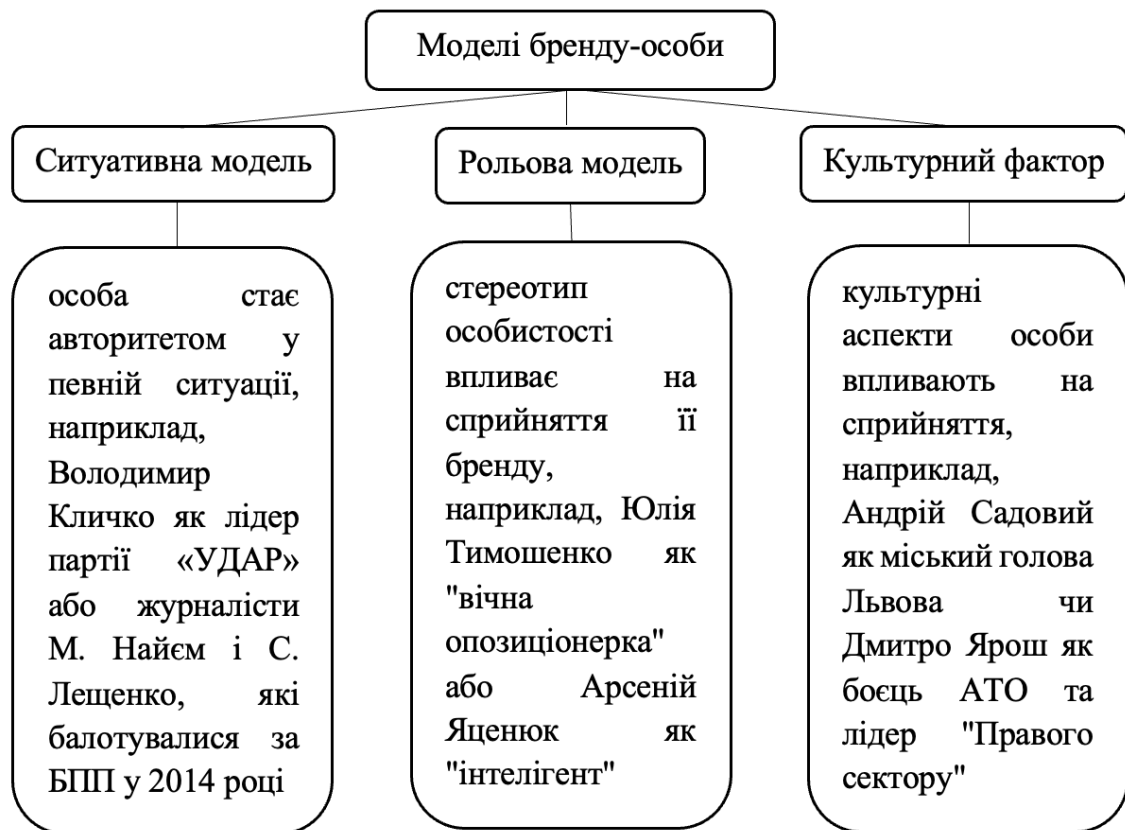 Моделі бренду-особи
Ситуативна модель
особа стає
авторитетом у
певній ситуації,
наприклад,
Володимир
Кличко як лідер
партії «УДАР»
або журналісти
М. Найєм і С.
Лещенко, які
балотувалися за
БПП у 2014 році
Рольова модель
стереотип
особистості
впливає на
сприйняття її
бренду,
наприклад, Юлія
Тимошенко як
"вічна
опозиціонерка"
або Арсеній
Яценюк як
"інтелігент"
Культурний фактор
культурні
аспекти особи
впливають на
сприйняття,
наприклад,
Андрій Садовий
як міський голова
Львова чи
Дмитро Ярош як
боєць АТО та
лідер "Правого
сектору"